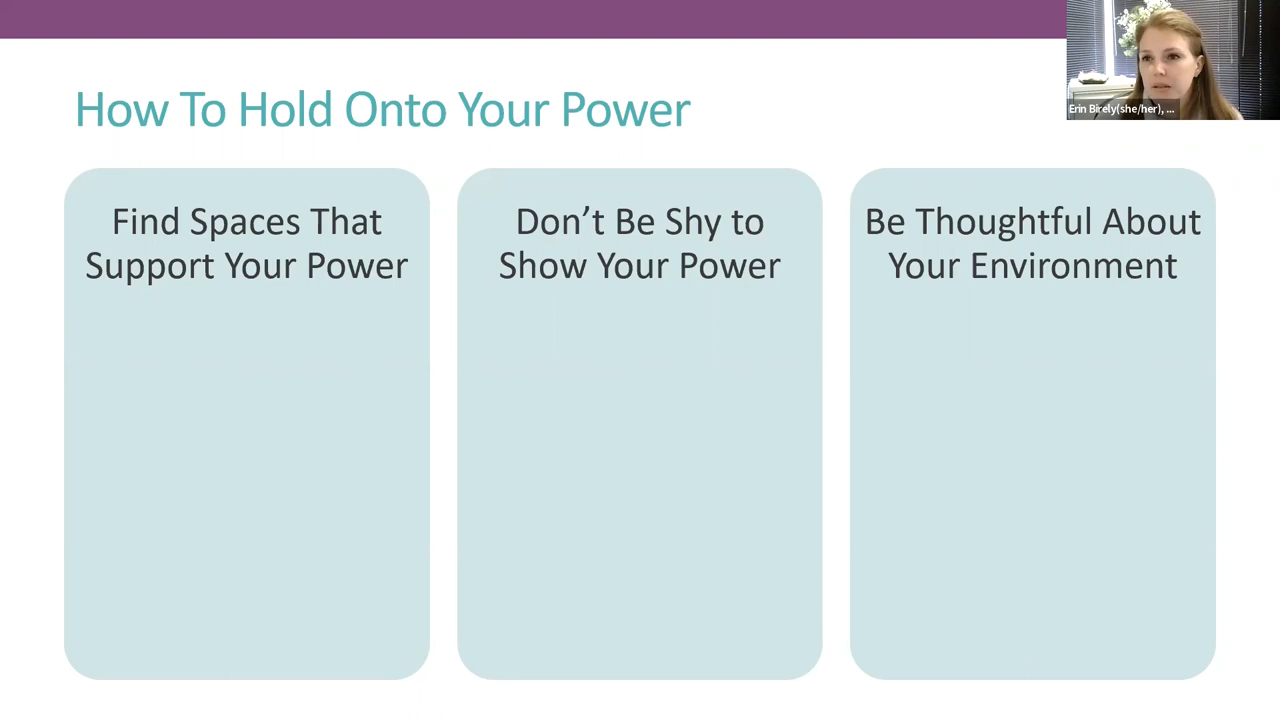 How To Hold Onto Your Power
Erin Birely(she/her), ...
Find Spaces That
Support Your Power
Don’t Be Shy to
Show Your Power
Be Thoughtful About
Your Environment